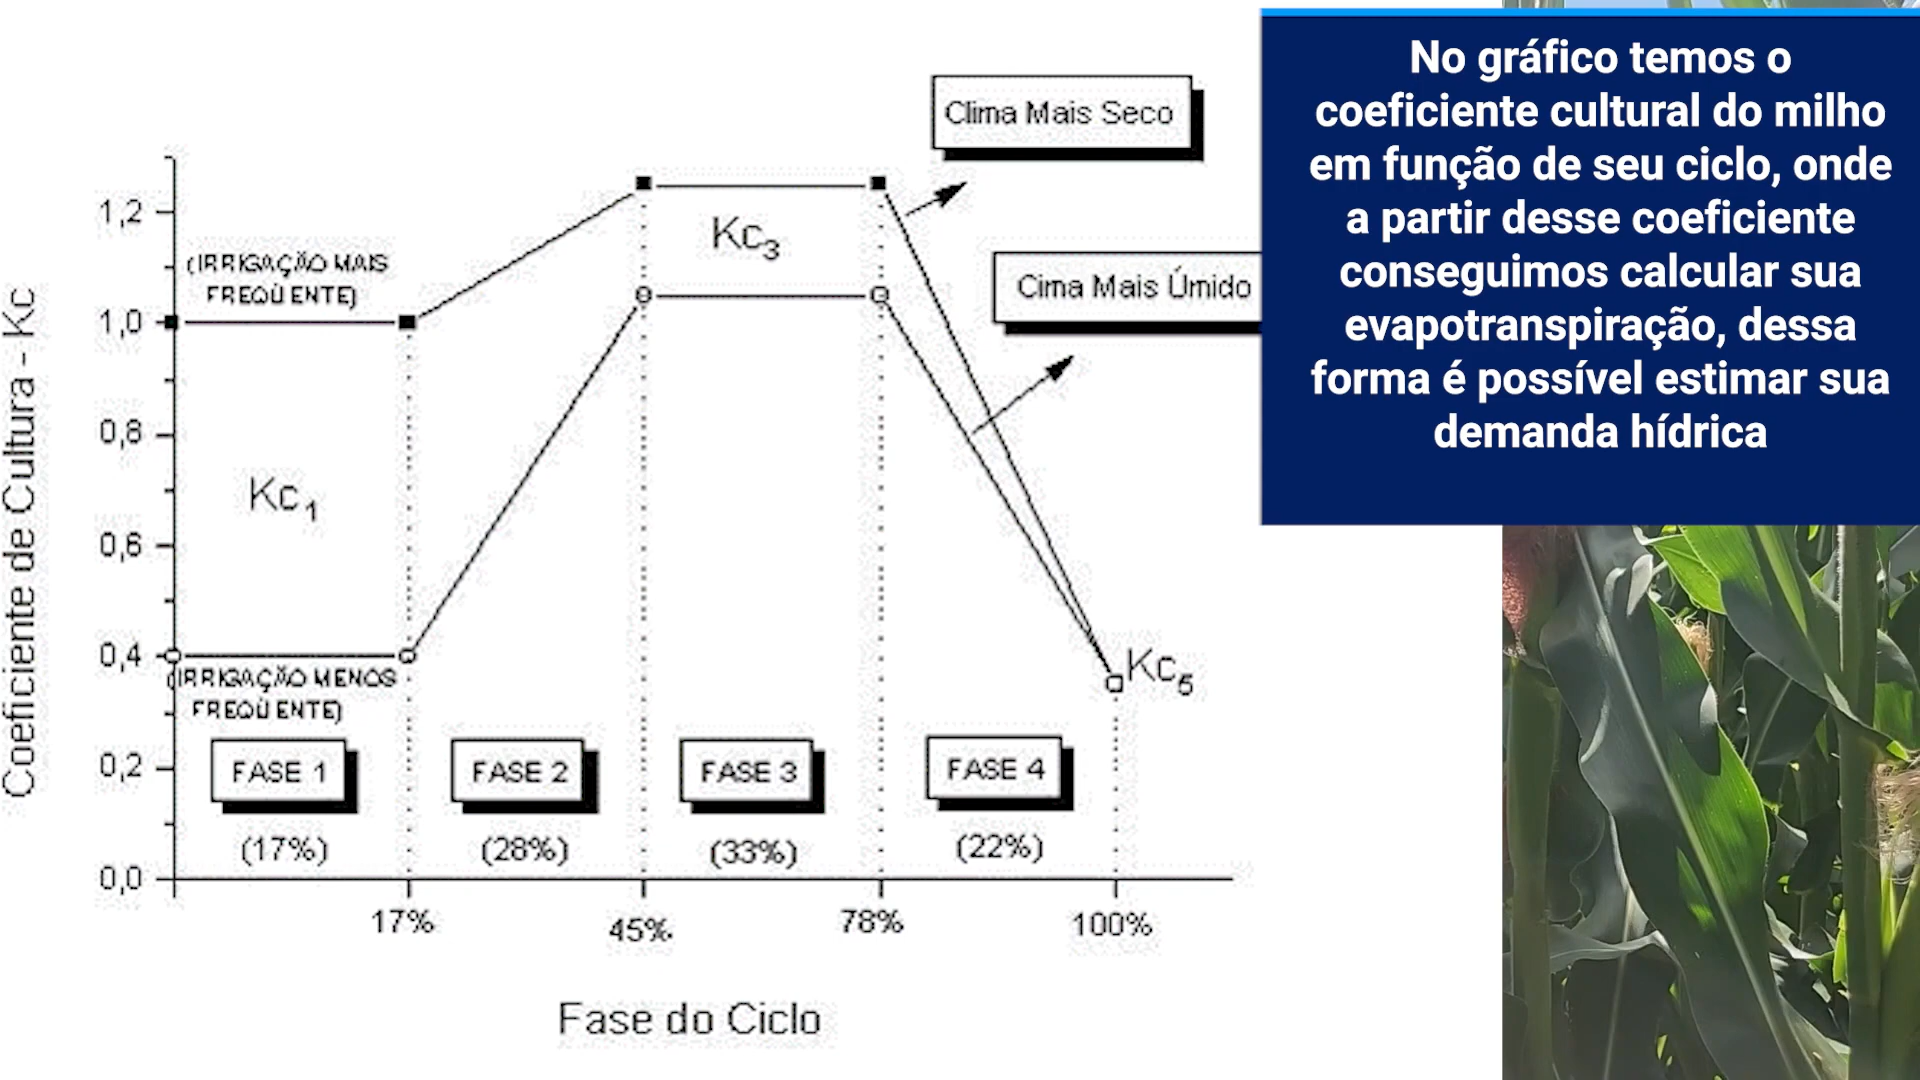 No gráfico temos o
coeficiente cultural do milho
em função de seu ciclo, onde
a partir desse coeficiente
conseguimos calcular sua
evapotranspiração, dessa
forma é possível estimar sua
demanda hídrica
Clima Mais Seco
Cima Mais Úmido
Coeficiente de Cultura - Kc
1,2
1,0
0,8
0,6
0,4
0,2
0,0
(IRRIGAÇÃO MAIS
FREQÜENTE)
Kc3
Kc1
Kc5
(IRRIGAÇÃO MENOS
FREQÜENTE)
FASE 1
FASE 2
FASE 3
FASE 4
(17%)
(28%)
(33%)
(22%)
17%
45%
78%
100%
Fase do Ciclo